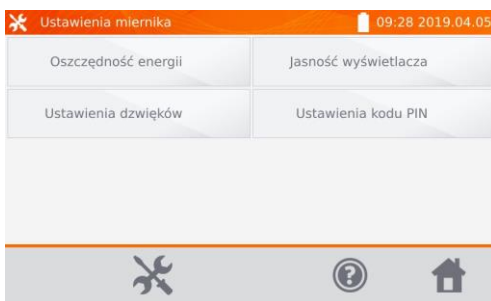 Ustawienia miernika 09:28 2019.04.05
Oszczędność energii Jasność wyświetlacza
Ustawienia dzwięków Ustawienia kodu PIN
?